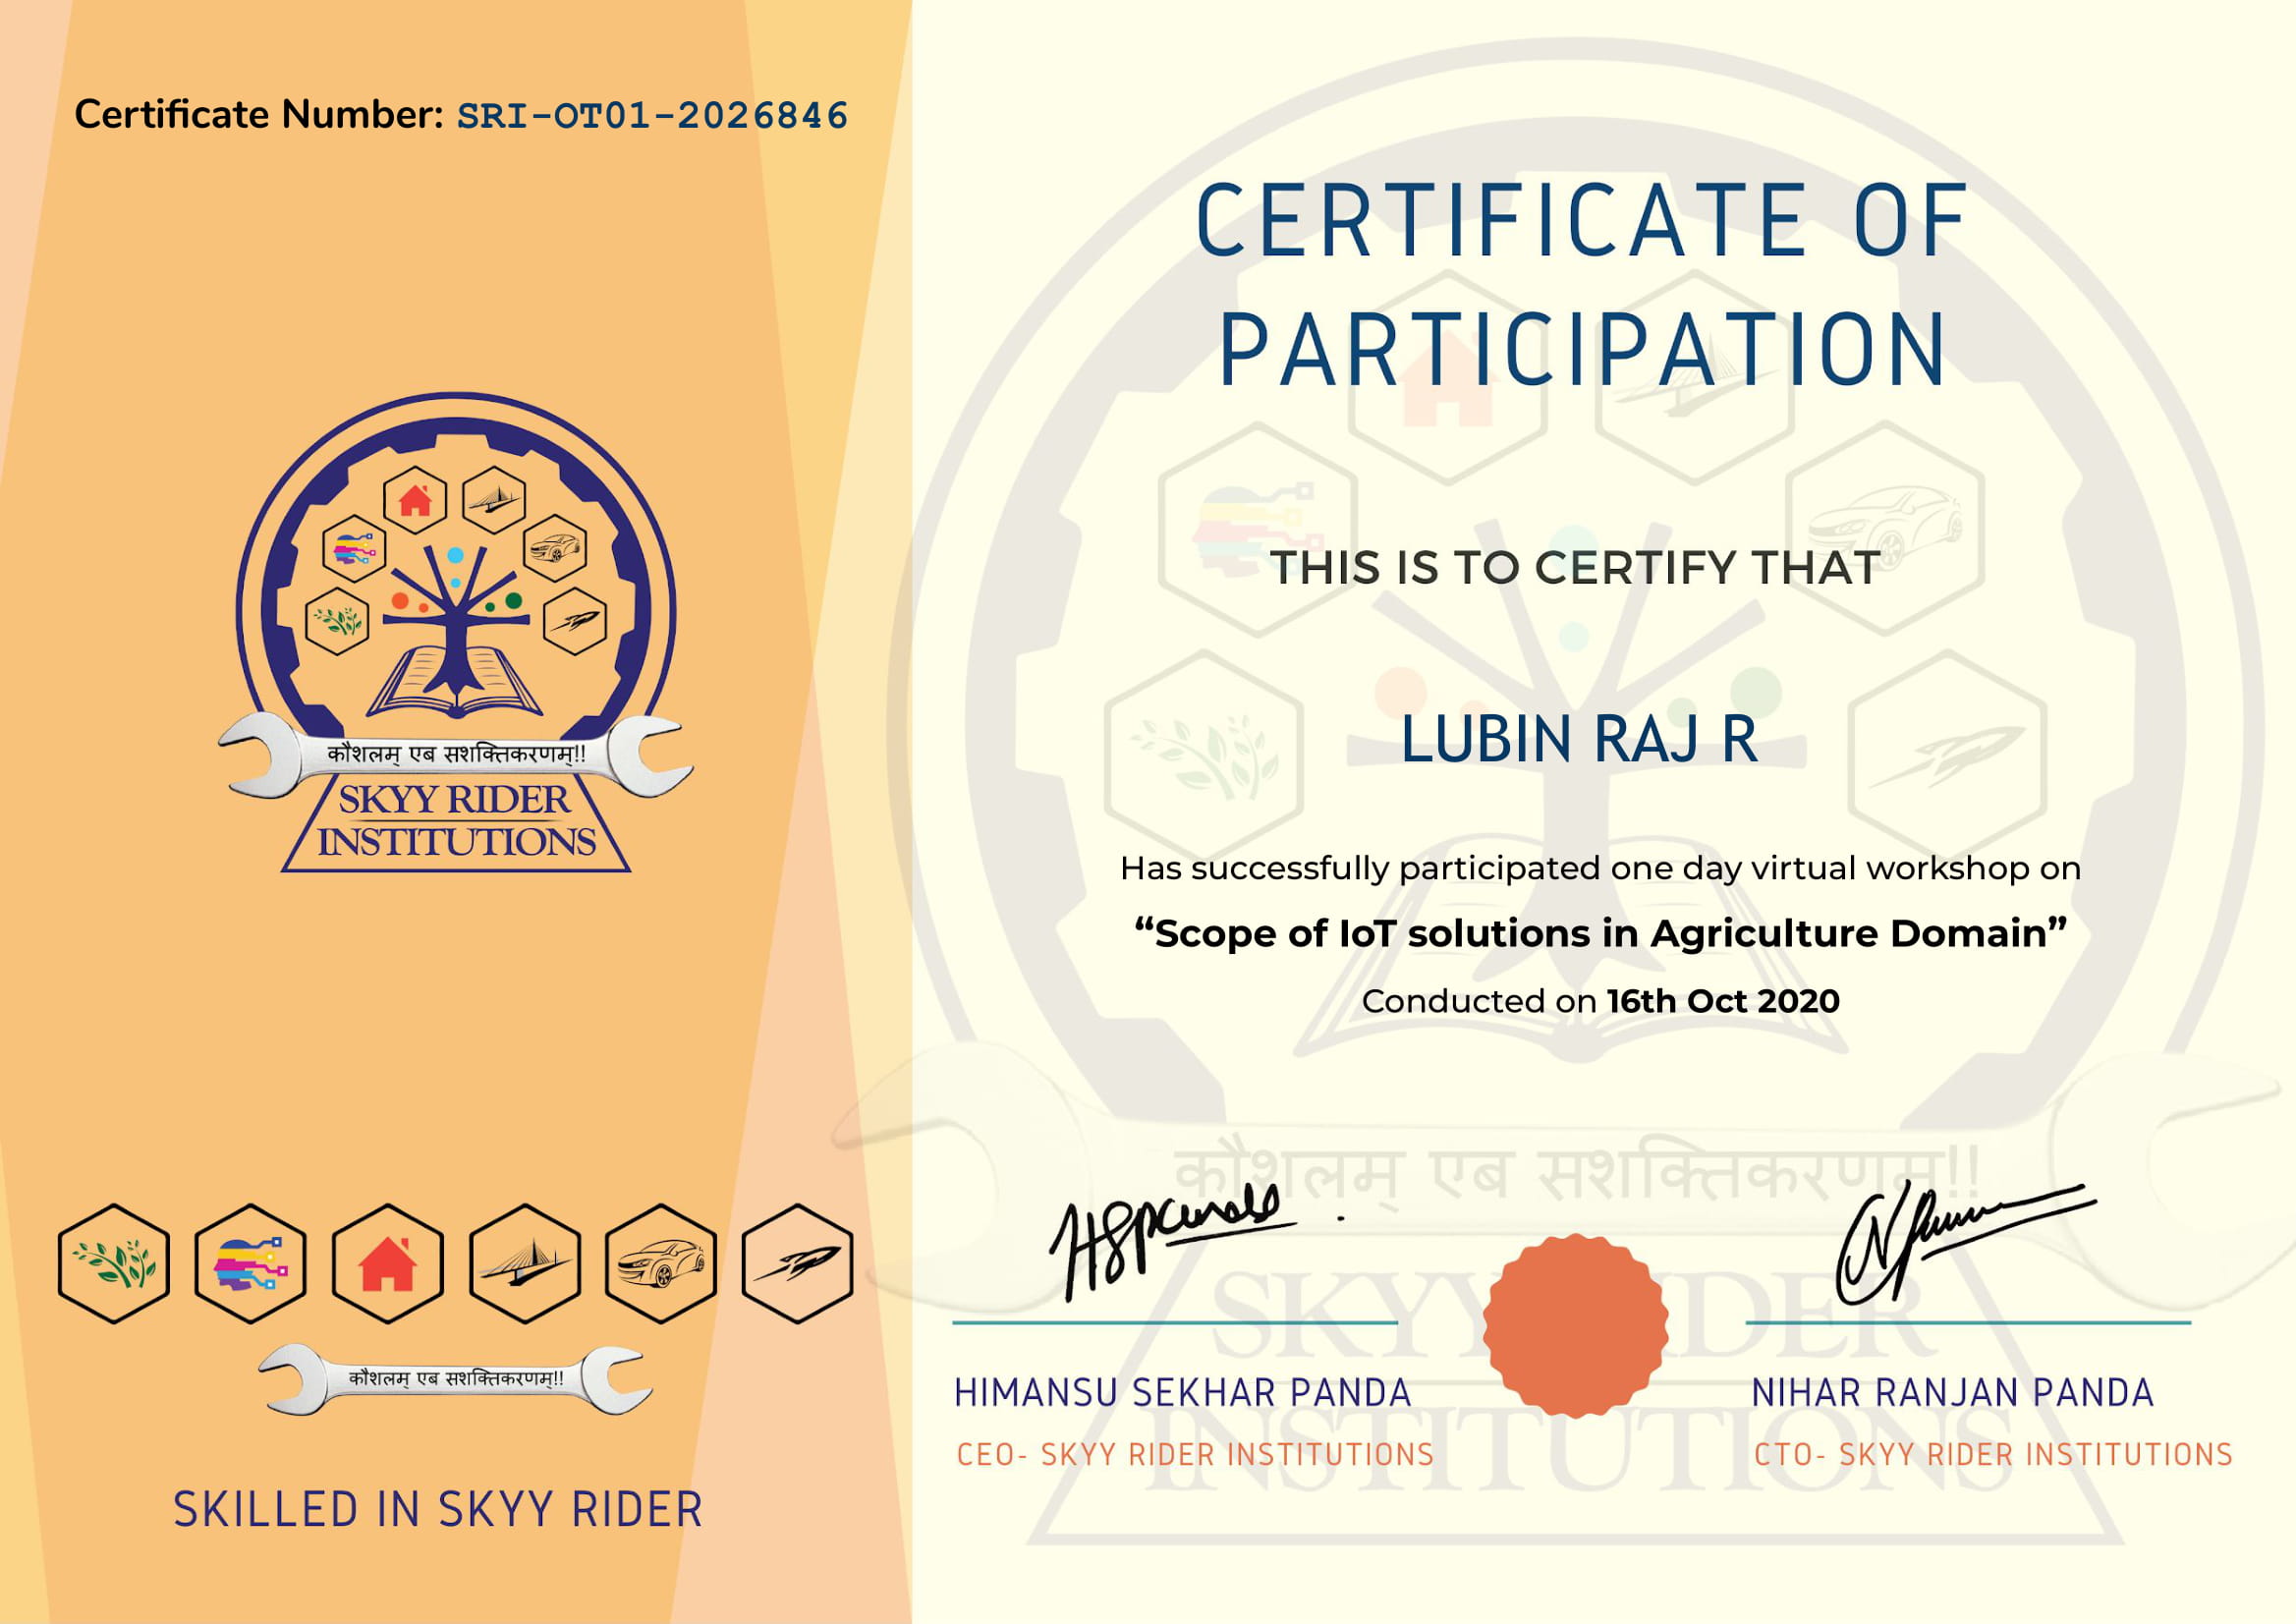 Certificate Number: SRI-OT01-2026846
कौशलम् एब सशक्तिकरणम्!!
SKYY RIDER
INSTITUTIONS
कौशलम् एब सशक्तिकरणम्!!
SKILLED IN SKYY RIDER
CERTIFICATE OF
PARTICIPATION
THIS IS TO CERTIFY THAT
LUBIN RAJ R
Has successfully participated one day virtual workshop on
“Scope of IoT solutions in Agriculture Domain”
Conducted on 16th Oct 2020
कौशलम् एब सशक्तिकरणम्!!
SKYY RIDER
INSTITUTIONS
HIMANSU SEKHAR PANDA
CEO- SKYY RIDER INSTITUTIONS
NIHAR RANJAN PANDA
CTO- SKYY RIDER INSTITUTIONS